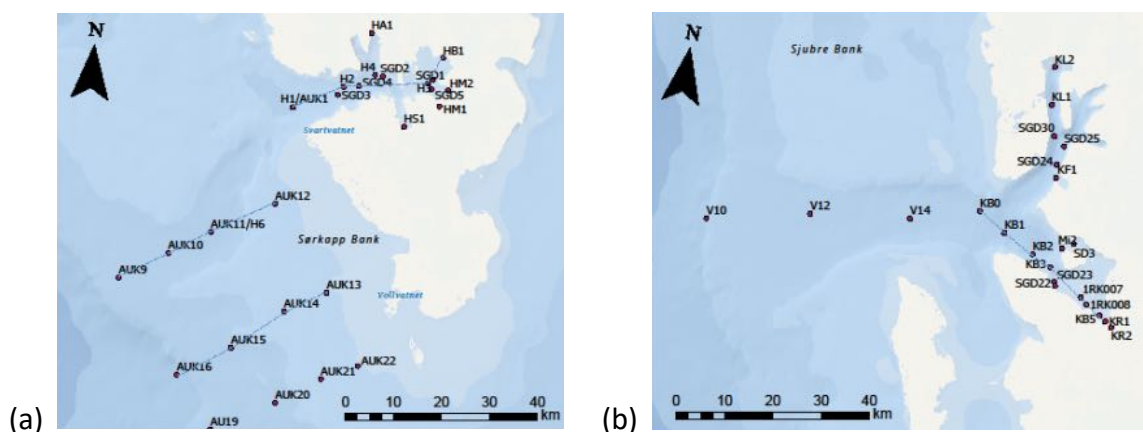 (a)
N
HA1
HB1
H4
SGD2
H2
SGD4
SGD1
HM2
H3
SGD5
H1/AUK1
SGD3
HM1
Svartvatnet
HS1
AUK12
AUK11/H6
Sørkapp Bank
AUK10
AUK9
AUK13
Vollvatnet
AUK14
AUK15
AUK16
AUK22
AUK21
AUK20
AU19
0 10 20 30 40
km
(b)
N
Sjubre Bank
KL2
KL1
SGD30
SGD25
SGD24
KF1
V10
V12
V14
KB0
KB1
KB2
Mi2
SD3
KB3
SGD23
SGD22
1RK007
1RK008
KB5
KR1
KR2
0 10 20 30 40
km